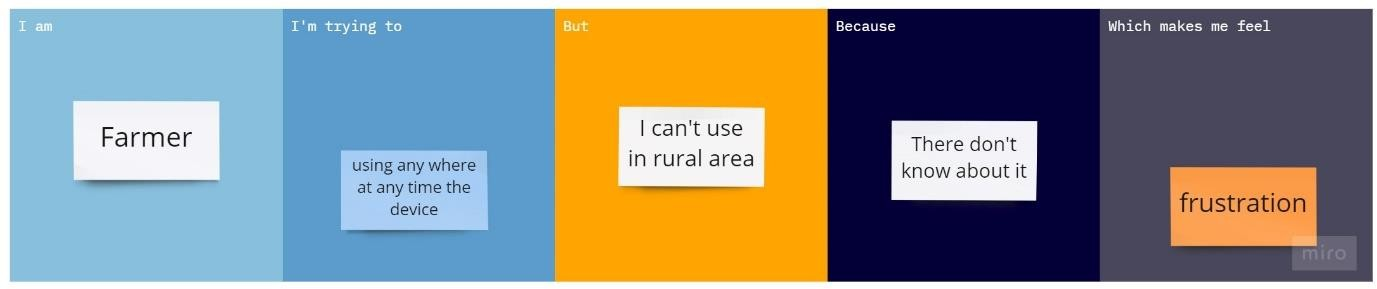 I am
Farmer
I'm trying to
using any where
at any time the
device
But
I can't use
in rural area
Because
There don't
know about it
Which makes me feel
frustration
miro